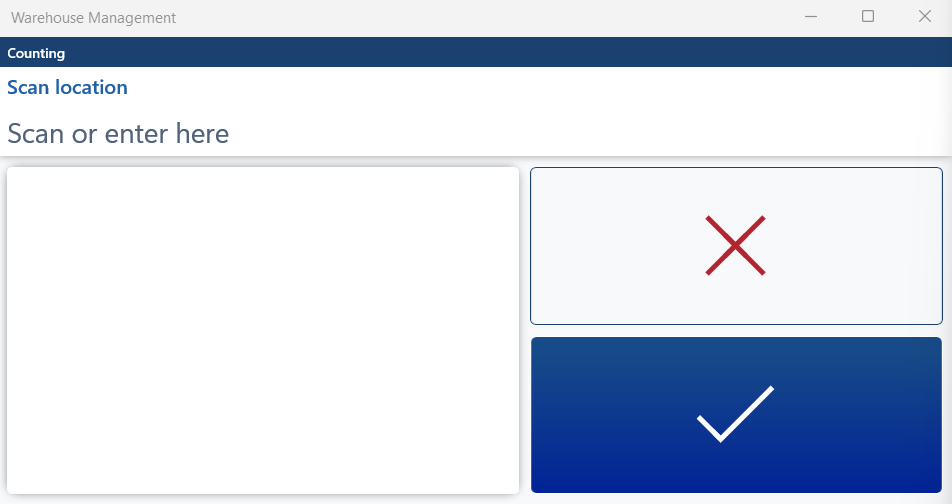 Warehouse Management
Counting
Scan location
Scan or enter here